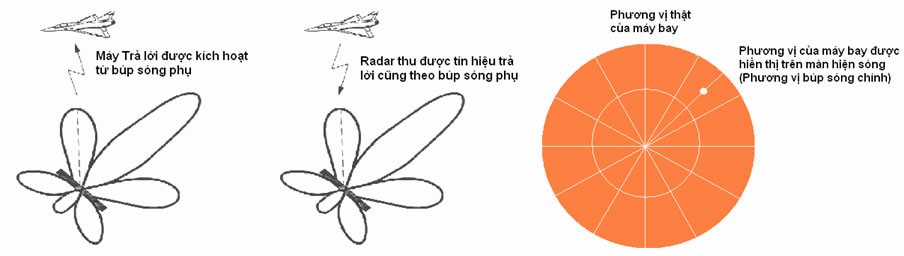 Máy Trả lời được kích hoạt
từ búp sóng phụ
Radar thu được tín hiệu trả
lời cũng theo búp sóng phụ
Phương vị thật
của máy bay
Phương vị của máy bay được
hiển thị trên màn hiện sóng
(Phương vị búp sóng chính)